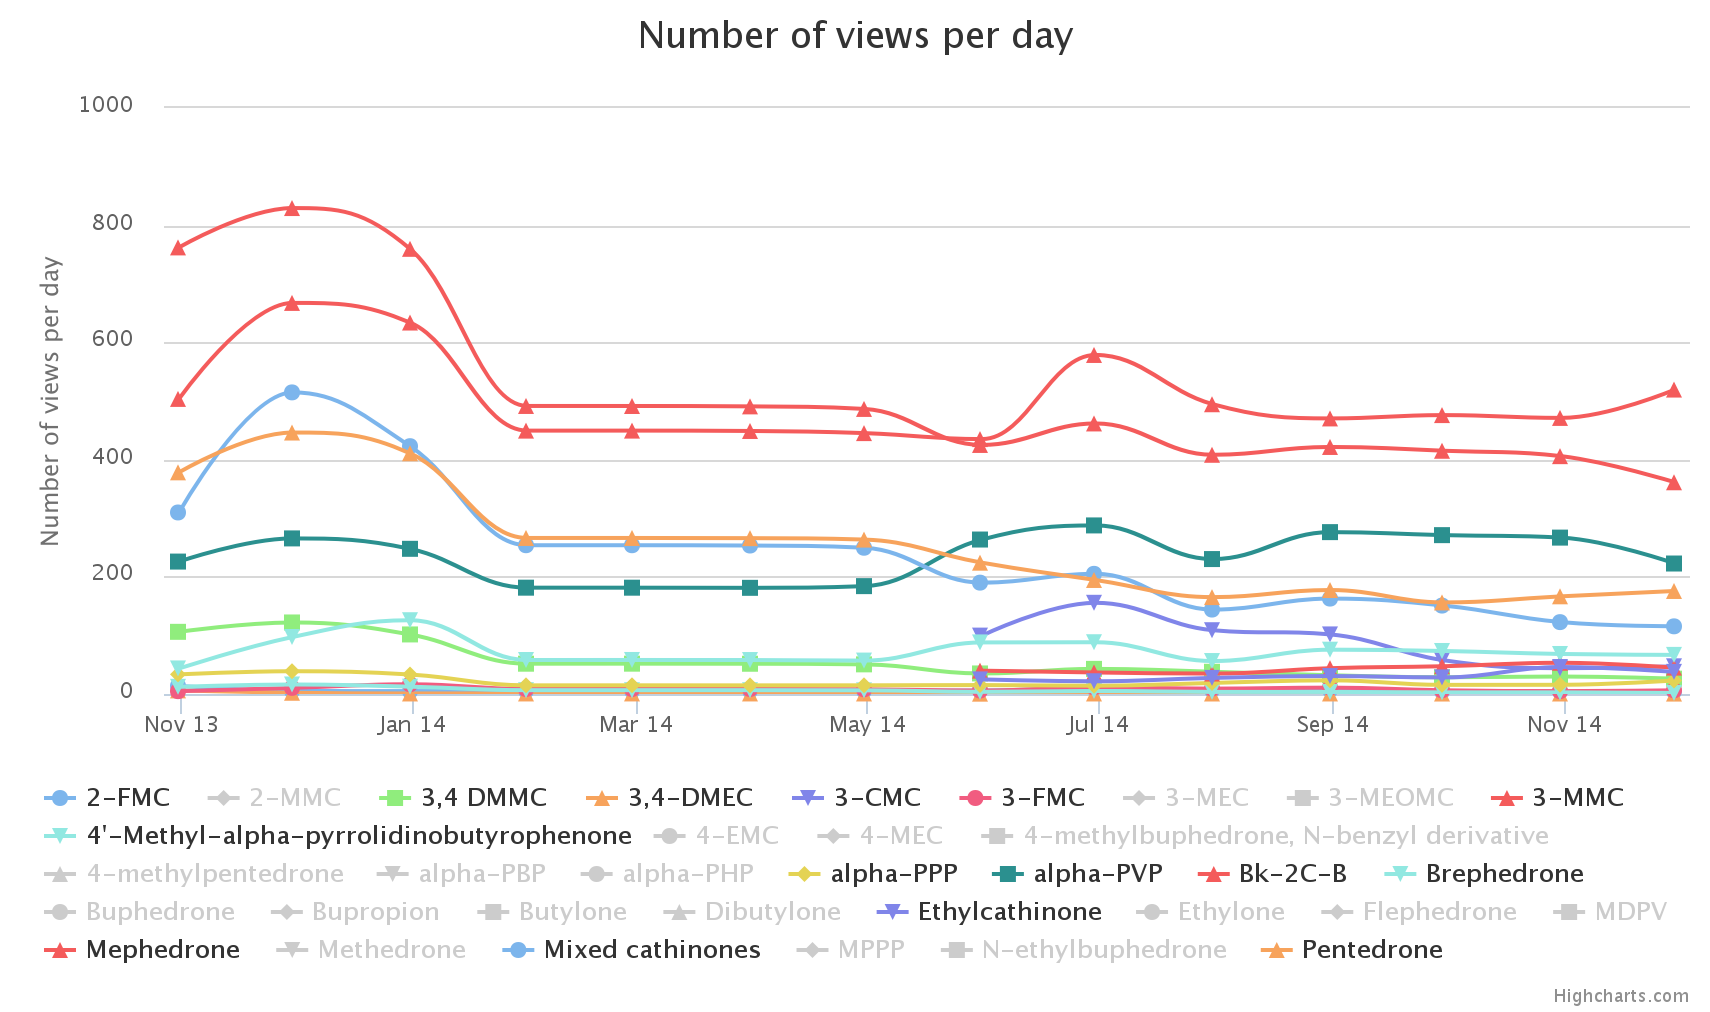 Number of views per day
1000
800
600
400
200
0
Number of views per day
Nov 13 Jan 14 Mar 14 May 14 Jul 14 Sep 14 Nov 14
2-FMC 2-MMC 3,4 DMMC 3,4-DMEC 3-CMC 3-FMC 3-MEC 3-MEOMC 3-MMC
4'-Methyl-alpha-pyrrolidinobutyrophenone 4-EMC 4-MEC 4-methylbuphedrone, N-benzyl derivative
4-methylpentedrone alpha-PBP alpha-PHP alpha-PPP alpha-PVP Bk-2C-B Brephedrone
Buphedrone Bupropion Butylone Dibutylone Ethylcathinone Ethylone Flephedrone MDPV
Mephedrone Methedrone Mixed cathinones MPPP N-ethylbuphedrone Pentedrone
Highcharts.com